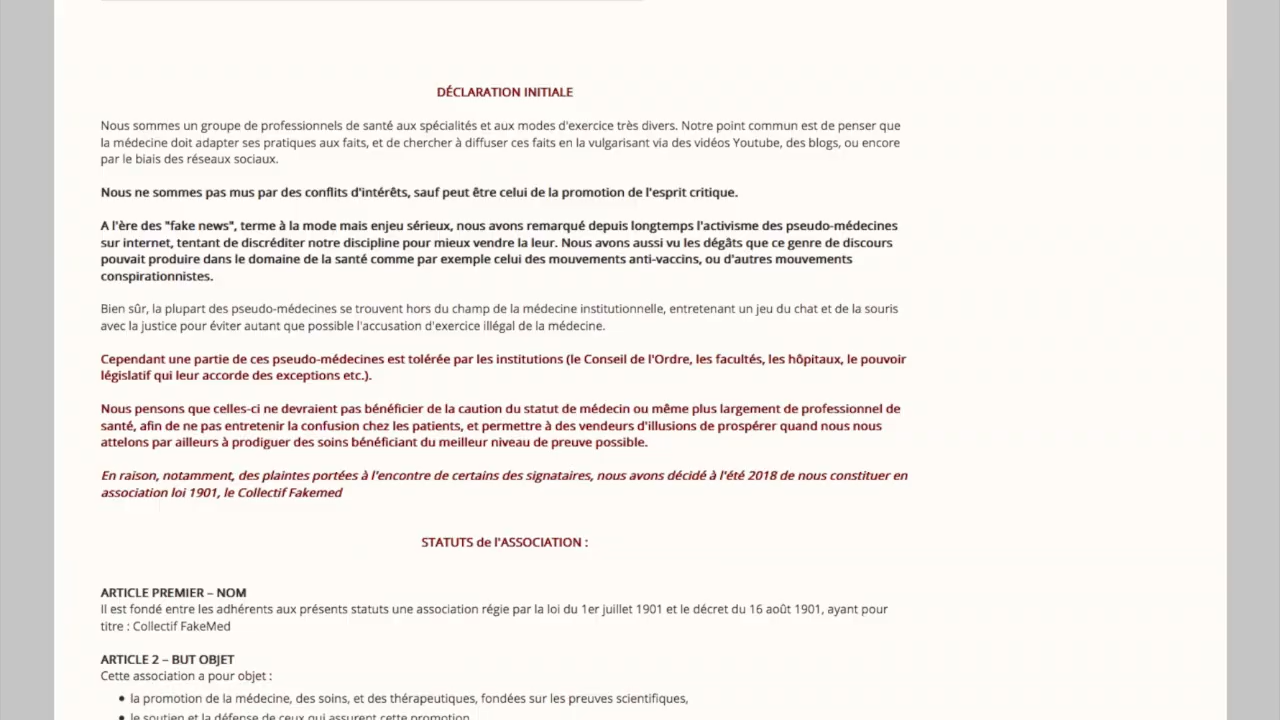 DÉCLARATION INITIALE
Nous sommes un groupe de professionnels de santé aux spécialités et aux modes d'exercice très divers. Notre point commun est de penser que
la médecine doit adapter ses pratiques aux faits, et de chercher à diffuser ces faits en la vulgarisant via des vidéos Youtube, des blogs, ou encore
par le biais des réseaux sociaux.
Nous ne sommes pas mus par des conflits d'intérêts, sauf peut être celui de la promotion de l'esprit critique.
A l'ère des "fake news", terme à la mode mais enjeu sérieux, nous avons remarqué depuis longtemps l'activisme des pseudo-médecines
sur internet, tentant de discréditer notre discipline pour mieux vendre la leur. Nous avons aussi vu les dégâts que ce genre de discours
pouvait produire dans le domaine de la santé comme par exemple celui des mouvements anti-vaccins, ou d'autres mouvements
conspirationnistes.
Bien sûr, la plupart des pseudo-médecines se trouvent hors du champ de la médecine institutionnelle, entretenant un jeu du chat et de la souris
avec la justice pour éviter autant que possible l'accusation d'exercice illégal de la médecine.
Cependant une partie de ces pseudo-médecines est tolérée par les institutions (le Conseil de l'Ordre, les facultés, les hôpitaux, le pouvoir
législatif qui leur accorde des exceptions etc.).
Nous pensons que celles-ci ne devraient pas bénéficier de la caution du statut de médecin ou même plus largement de professionnel de
santé, afin de ne pas entretenir la confusion chez les patients, et permettre à des vendeurs d'illusions de prospérer quand nous nous
attelons par ailleurs à prodiguer des soins bénéficiant du meilleur niveau de preuve possible.
En raison, notamment, des plaintes portées à l'encontre de certains des signataires, nous avons décidé à l'été 2018 de nous constituer en
association loi 1901, le Collectif Fakemed
STATUTS de l'ASSOCIATION :
ARTICLE PREMIER – NOM
Il est fondé entre les adhérents aux présents statuts une association régie par la loi du 1er juillet 1901 et le décret du 16 août 1901, ayant pour
titre : Collectif FakeMed
ARTICLE 2 – BUT OBJET
Cette association a pour objet :
• la promotion de la médecine, des soins, et des thérapeutiques, fondées sur les preuves scientifiques,
• le soutien et la défense de ceux qui assurent cette promotion